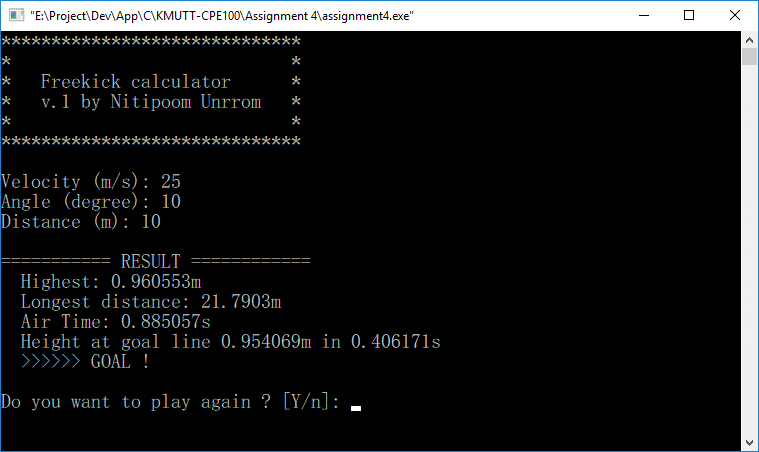 "E:\Project\Dev\App\C\KMUTT-CPE100\Assignment 4\assignment4.exe"
******************************
*                            *
*   Freekick calculator      *
*   v.1 by Nitipoom Unrrom   *
*                            *
******************************
Velocity (m/s): 25
Angle (degree): 10
Distance (m): 10
=========== RESULT ============
  Highest: 0.960553m
  Longest distance: 21.7903m
  Air Time: 0.885057s
  Height at goal line 0.954069m in 0.406171s
  >>>>>> GOAL !
Do you want to play again ? [Y/n]: